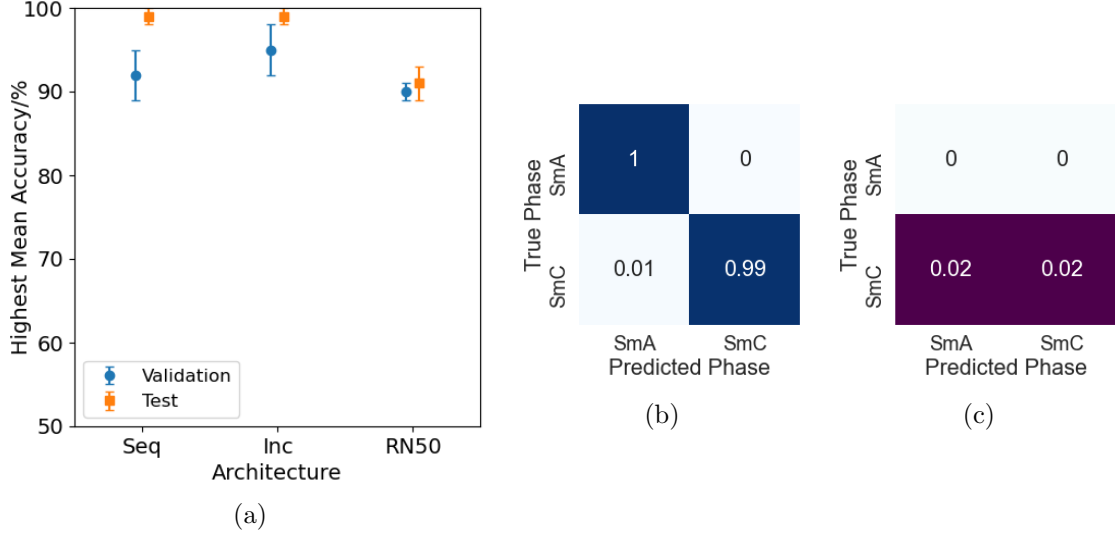 Highest Mean Accuracy/%
100
90
80
70
60
50
Validation
Test
Seq Inc RN50
Architecture
(a)
True Phase
SmA
SmC
1 0
0.01 0.99
SmA SmC
Predicted Phase
(b)
True Phase
SmA
SmC
0 0
0.02 0.02
SmA SmC
Predicted Phase
(c)